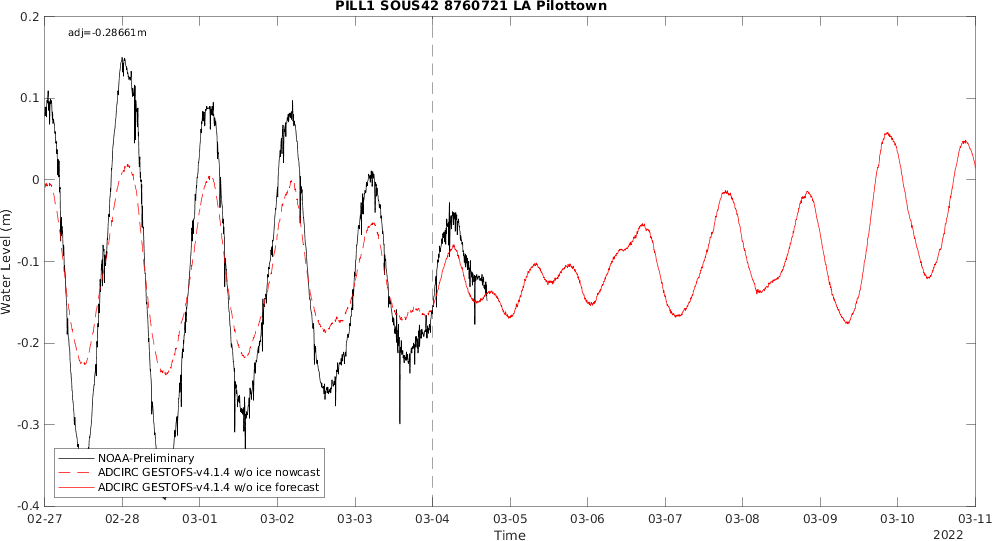 PILL1 SOUS42 8760721 LA Pilottown
adj=-0.28661m
0.2
0.1
0
-0.1
-0.2
-0.3
-0.4
Water Level (m)
NOAA-Preliminary
ADCIRC GESTOFS-v4.1.4 w/o ice nowcast
ADCIRC GESTOFS-v4.1.4 w/o ice forecast
02-27 02-28 03-01 03-02 03-03 03-04 03-05 03-06 03-07 03-08 03-09 03-10 03-11
Time
2022